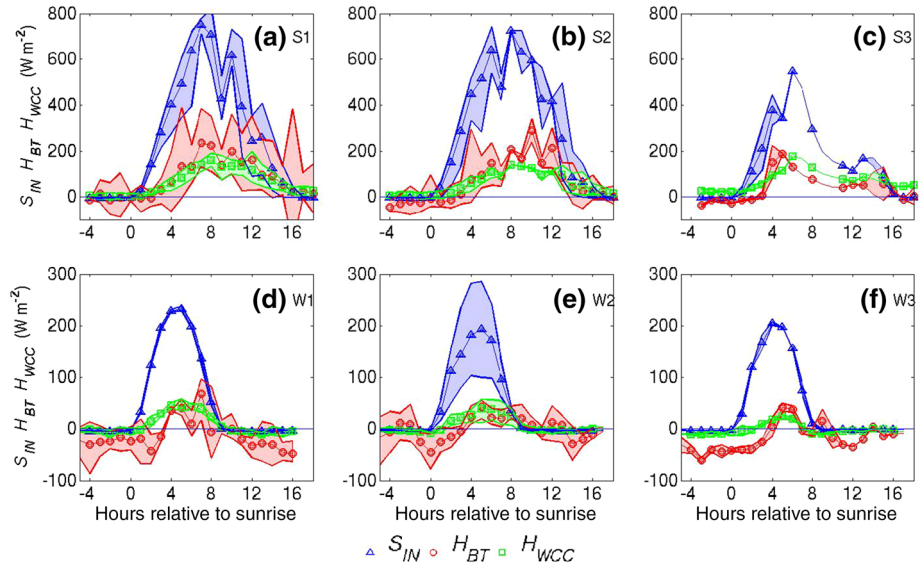 (a) S1
(b) S2
(c) S3
S_IN H_BT H_WCC (W m⁻²)
800
600
400
200
0
-4 0 4 8 12 16
800
600
400
200
0
-4 0 4 8 12 16
800
600
400
200
0
-4 0 4 8 12 16
(d) W1
(e) W2
(f) W3
S_IN H_BT H_WCC (W m⁻²)
300
200
100
0
-100
-4 0 4 8 12 16
300
200
100
0
-100
-4 0 4 8 12 16
300
200
100
0
-100
-4 0 4 8 12 16
Hours relative to sunrise
Hours relative to sunrise
Hours relative to sunrise
S_IN H_BT H_WCC